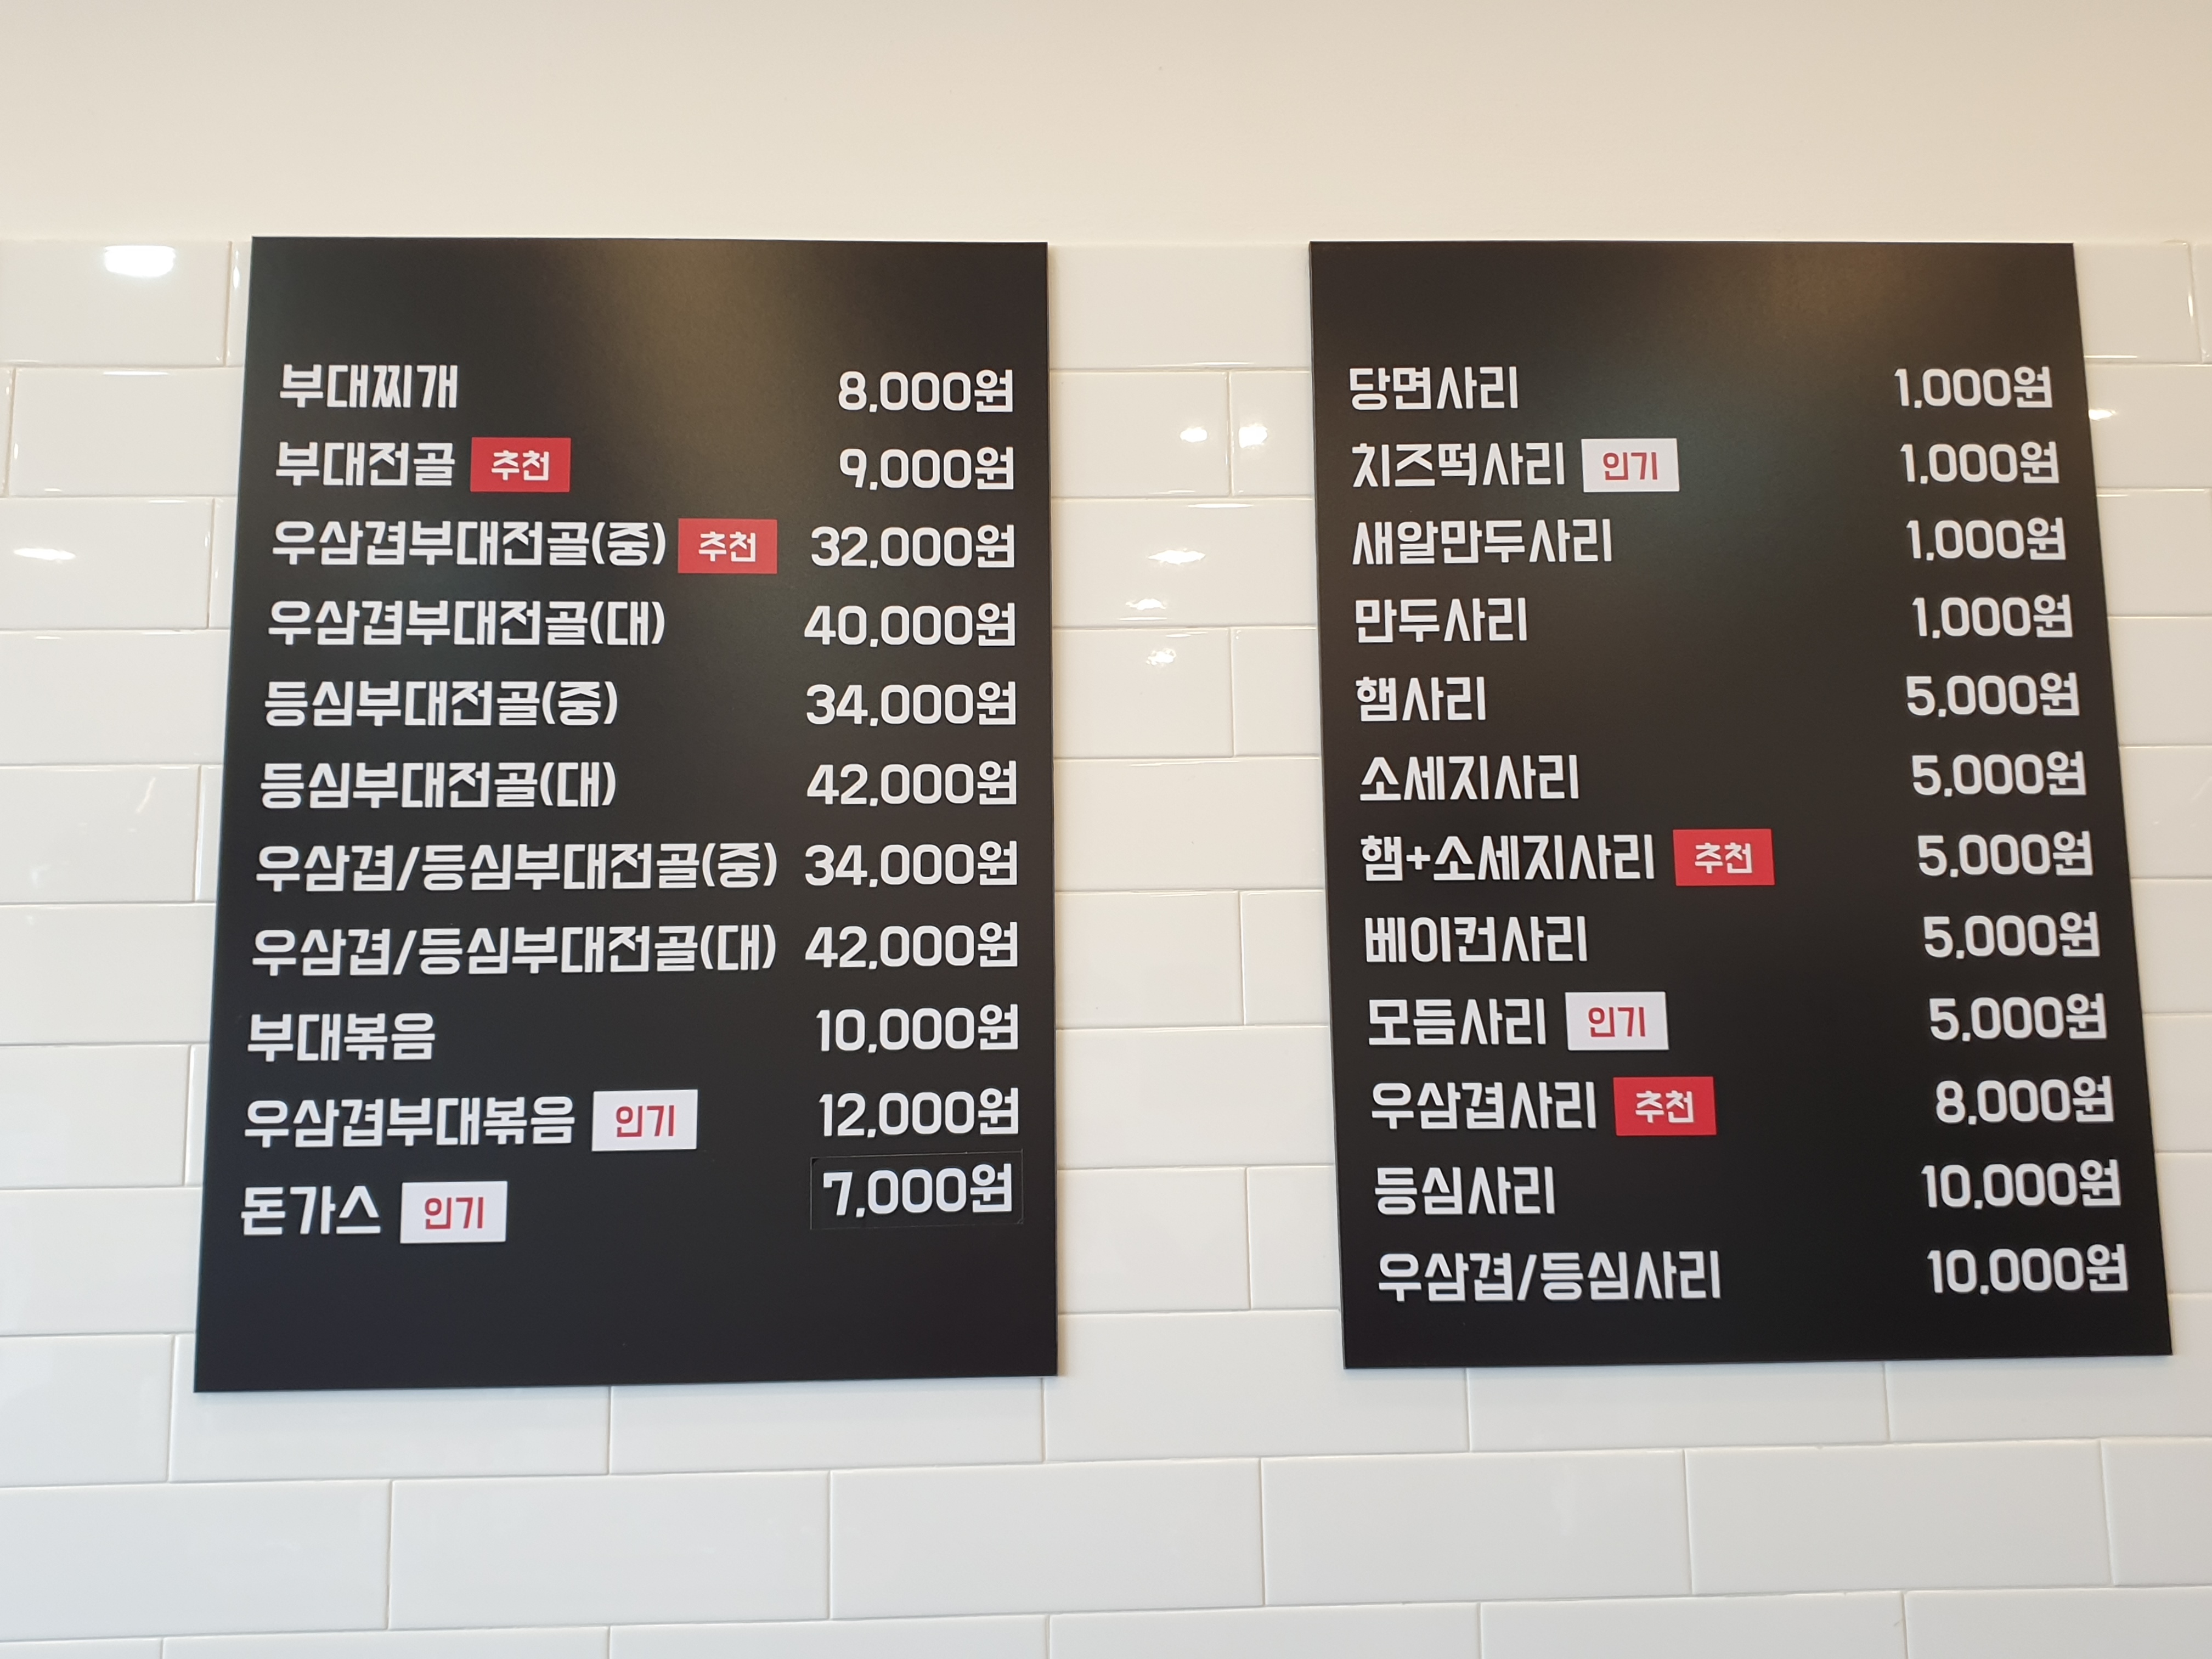 부대찌개 8,000원
부대전골 추천 9,000원
우삼겹부대전골(중) 추천 32,000원
우삼겹부대전골(대) 40,000원
등심부대전골(중) 34,000원
등심부대전골(대) 42,000원
우삼겹/등심부대전골(중) 34,000원
우삼겹/등심부대전골(대) 42,000원
부대볶음 10,000원
우삼겹부대볶음 인기 12,000원
돈가스 인기 7,000원
당면사리 1,000원
치즈떡사리 인기 1,000원
새알만두사리 1,000원
만두사리 1,000원
햄사리 5,000원
소세지사리 5,000원
햄+소세지사리 추천 5,000원
베이컨사리 5,000원
모듬사리 인기 5,000원
우삼겹사리 추천 8,000원
등심사리 10,000원
우삼겹/등심사리 10,000원